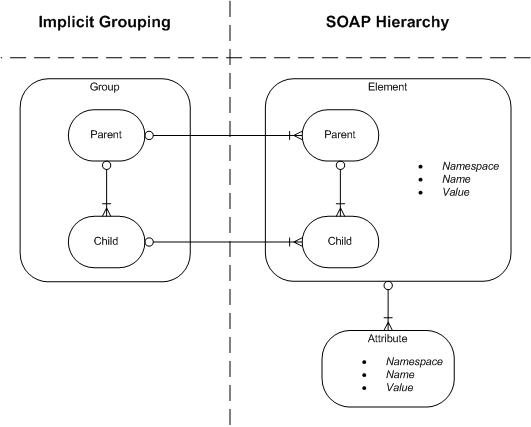 Implicit Grouping
SOAP Hierarchy
Group
Parent
Child
Element
Parent
Child
• Namespace
• Name
• Value
Attribute
• Namespace
• Name
• Value